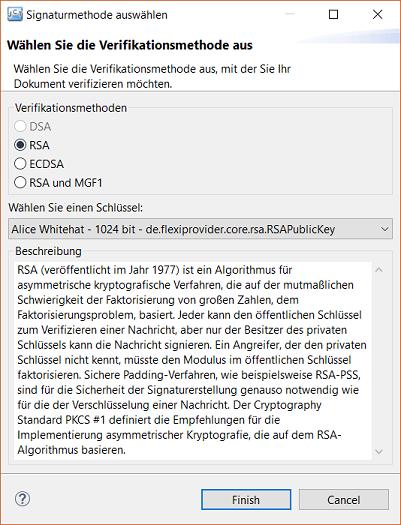 Signaturmethode auswählen
Wählen Sie die Verifikationsmethode aus
Wählen Sie die Verifikationsmethode aus, mit der Sie Ihr
Dokument verifizieren möchten.
Verifikationsmethoden
DSA
RSA
ECDSA
RSA und MGF1
Wählen Sie einen Schlüssel:
Alice Whitehat - 1024 bit - de.flexiprovider.core.rsa.RSAPublicKey
Beschreibung
RSA (veröffentlicht im Jahr 1977) ist ein Algorithmus für
asymmetrische kryptografische Verfahren, die auf der mutmaßlichen
Schwierigkeit der Faktorisierung von großen Zahlen, dem
Faktorisierungsproblem, basiert. Jeder kann den öffentlichen Schlüssel
zum Verifizieren einer Nachricht, aber nur der Besitzer des privaten
Schlüssels kann die Nachricht signieren. Ein Angreifer, der den privaten
Schlüssel nicht kennt, müsste den Modulus im öffentlichen Schlüssel
faktorisieren. Sichere Padding-Verfahren, wie beispielsweise RSA-PSS,
sind für die Sicherheit der Signaturerstellung genauso notwendig wie
für die der Verschlüsselung einer Nachricht. Der Cryptography
Standard PKCS #1 definiert die Empfehlungen für die
Implementierung asymmetrischer Kryptografie, die auf dem RSA-
Algorithmus basieren.
Finish
Cancel